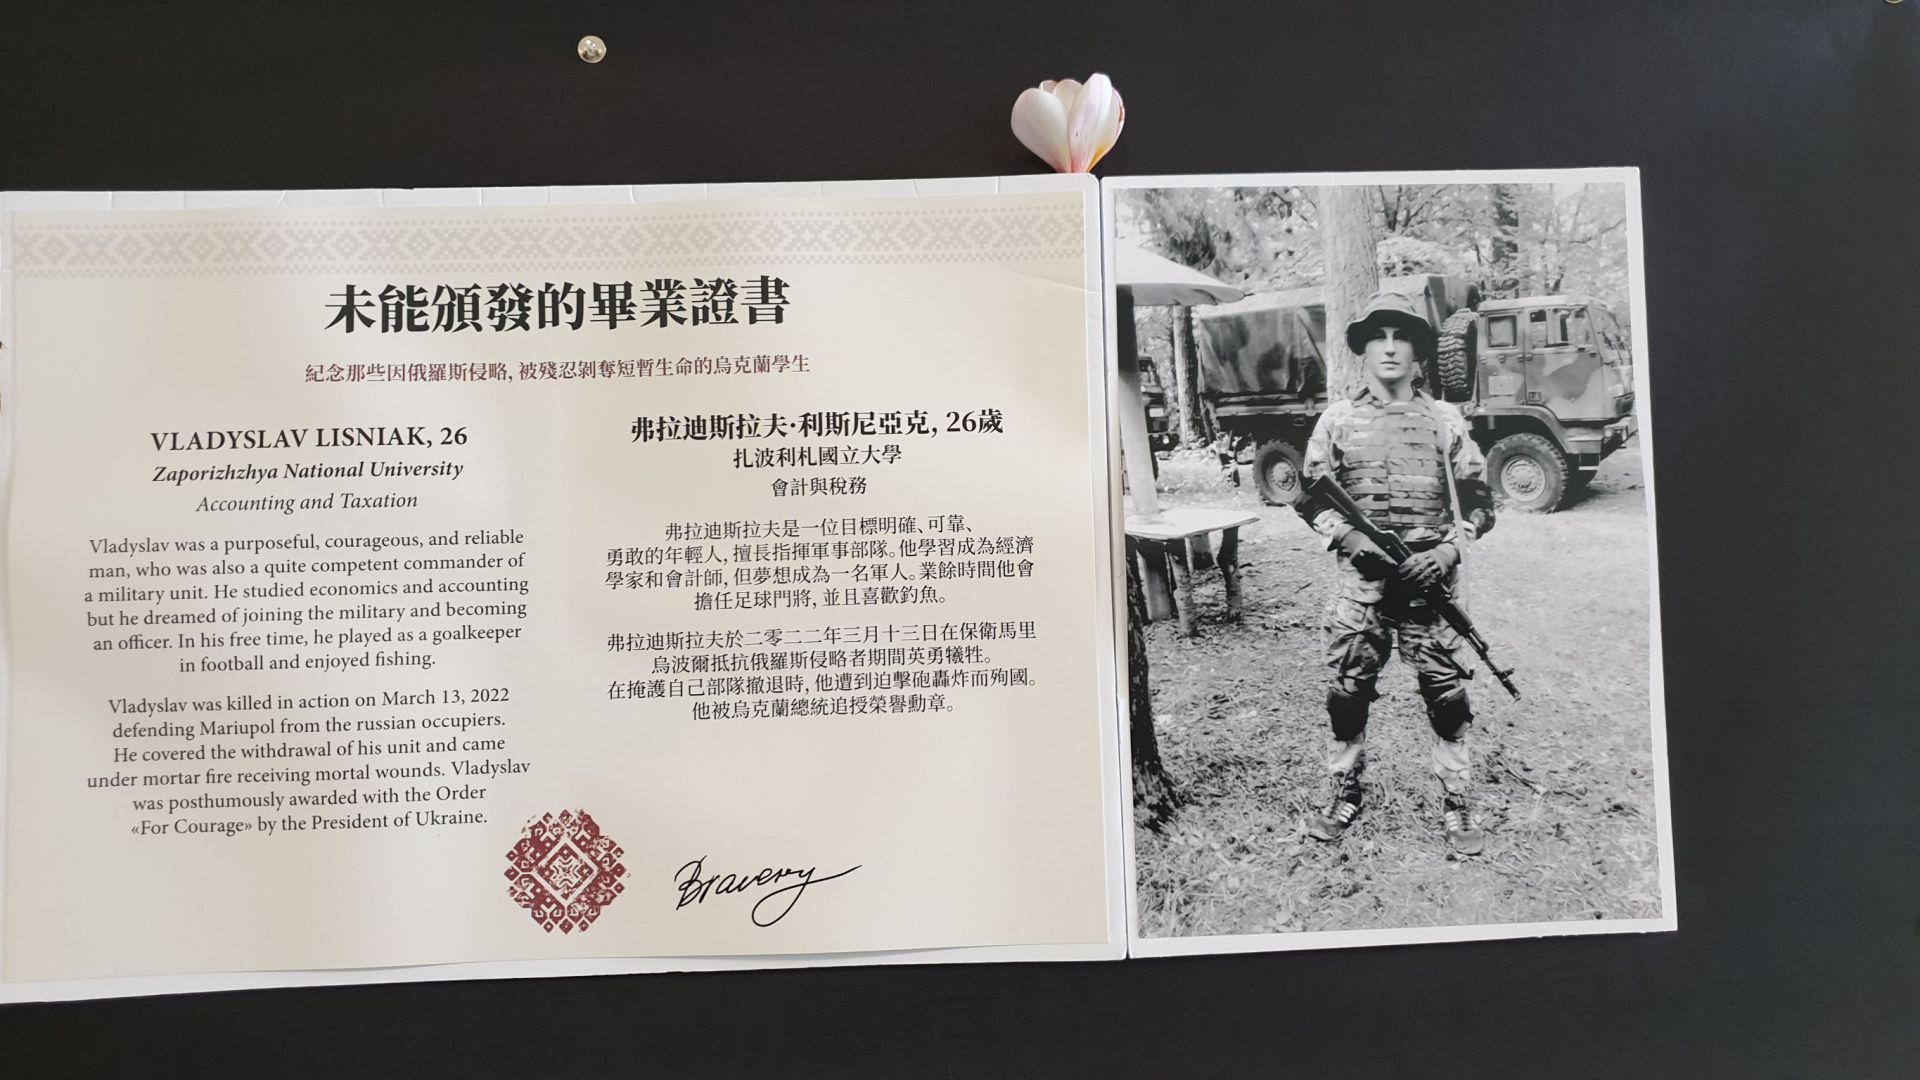 未能頒發的畢業證書
紀念那些因俄羅斯侵略, 被殘忍剝奪短暫生命的烏克蘭學生
VLADYSLAV LISNIAK, 26
Zaporizhzhya National University
Accounting and Taxation
Vladyslav was a purposeful, courageous, and reliable
man, who was also a quite competent commander of
a military unit. He studied economics and accounting
but he dreamed of joining the military and becoming
an officer. In his free time, he played as a goalkeeper
in football and enjoyed fishing.
Vladyslav was killed in action on March 13, 2022
defending Mariupol from the russian occupiers.
He covered the withdrawal of his unit and came
under mortar fire receiving mortal wounds. Vladyslav
was posthumously awarded with the Order
«For Courage» by the President of Ukraine.
弗拉迪斯拉夫·利斯尼亞克, 26歲
扎波利札國立大學
會計與稅務
弗拉迪斯拉夫是一位目標明確、可靠、
勇敢的年輕人, 擅長指揮軍事部隊。他學習成為經濟
學家和會計師, 但夢想成為一名軍人。業餘時間他會
擔任足球門將, 並且喜歡釣魚。
弗拉迪斯拉夫於二零二二年三月十三日在保衛馬里
烏波爾抵抗俄羅斯侵略者期間英勇犧牲。
在掩護自己部隊撤退時, 他遭到迫擊砲轟炸而殉國。
他被烏克蘭總統追授榮譽勳章。
Bravery